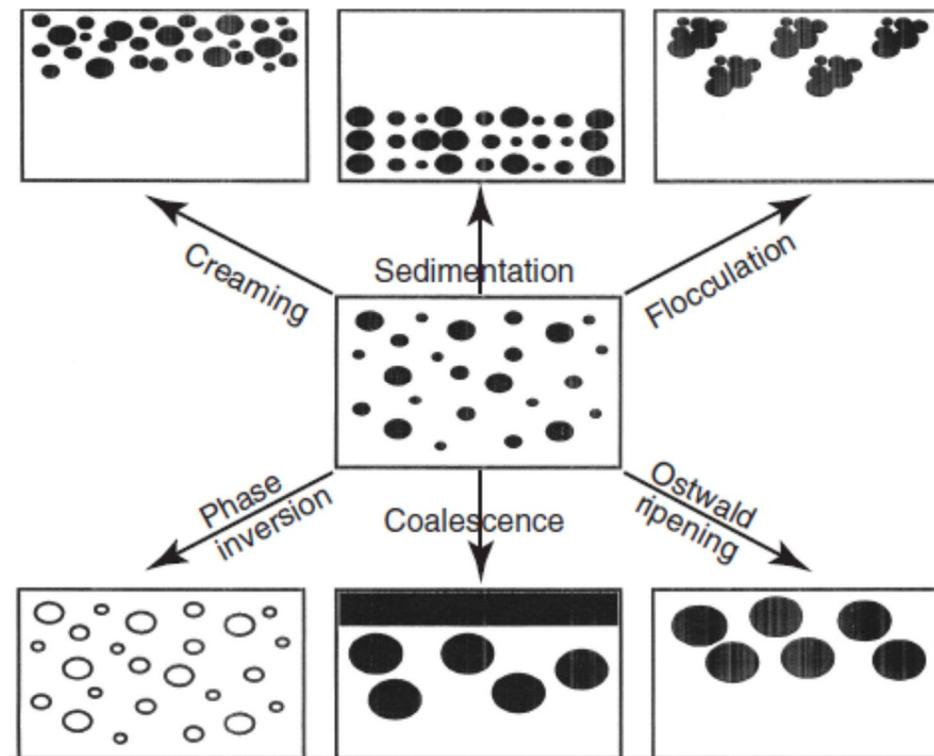 Creaming
Sedimentation
Flocculation
Phase
inversion
Coalescence
Ostwald
ripening